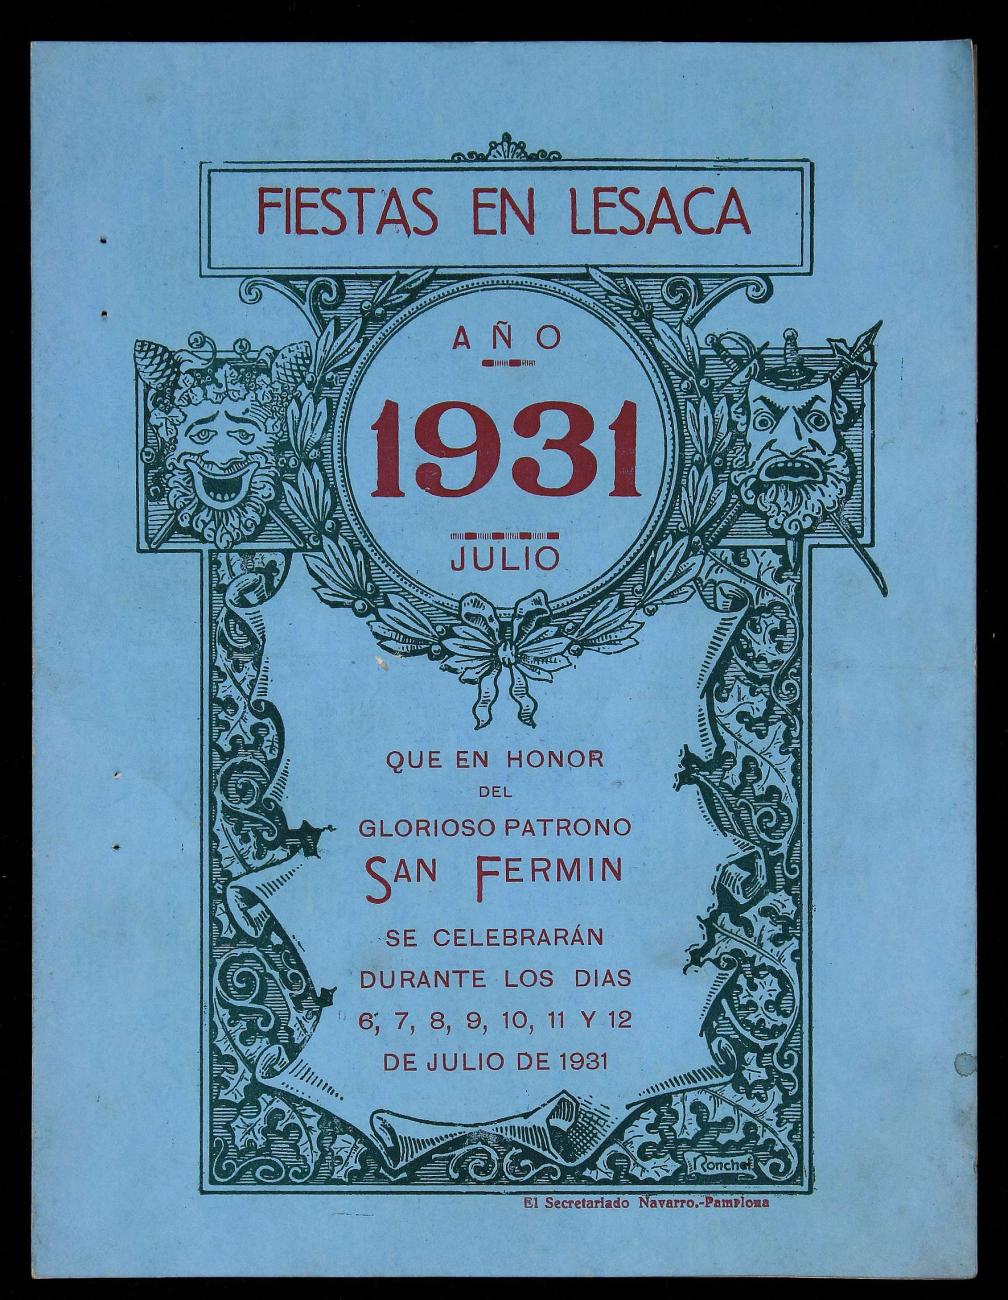 FIESTAS EN LESACA
AÑO
1931
JULIO
QUE EN HONOR
DEL
GLORIOSO PATRONO
SAN FERMIN
SE CELEBRARÁN
DURANTE LOS DIAS
6, 7, 8, 9, 10, 11 Y 12
DE JULIO DE 1931
Ronchel
El Secretariado Navarro.-Pamplona